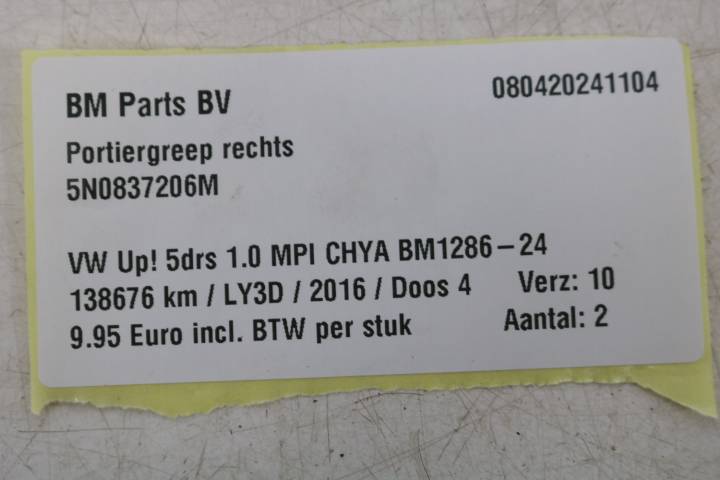 BM Parts BV 080420241104
Portiergreep rechts
5N0837206M
VW Up! 5drs 1.0 MPI CHYA BM1286-24
138676 km / LY3D / 2016 / Doos 4 Verz: 10
9.95 Euro incl. BTW per stuk Aantal: 2